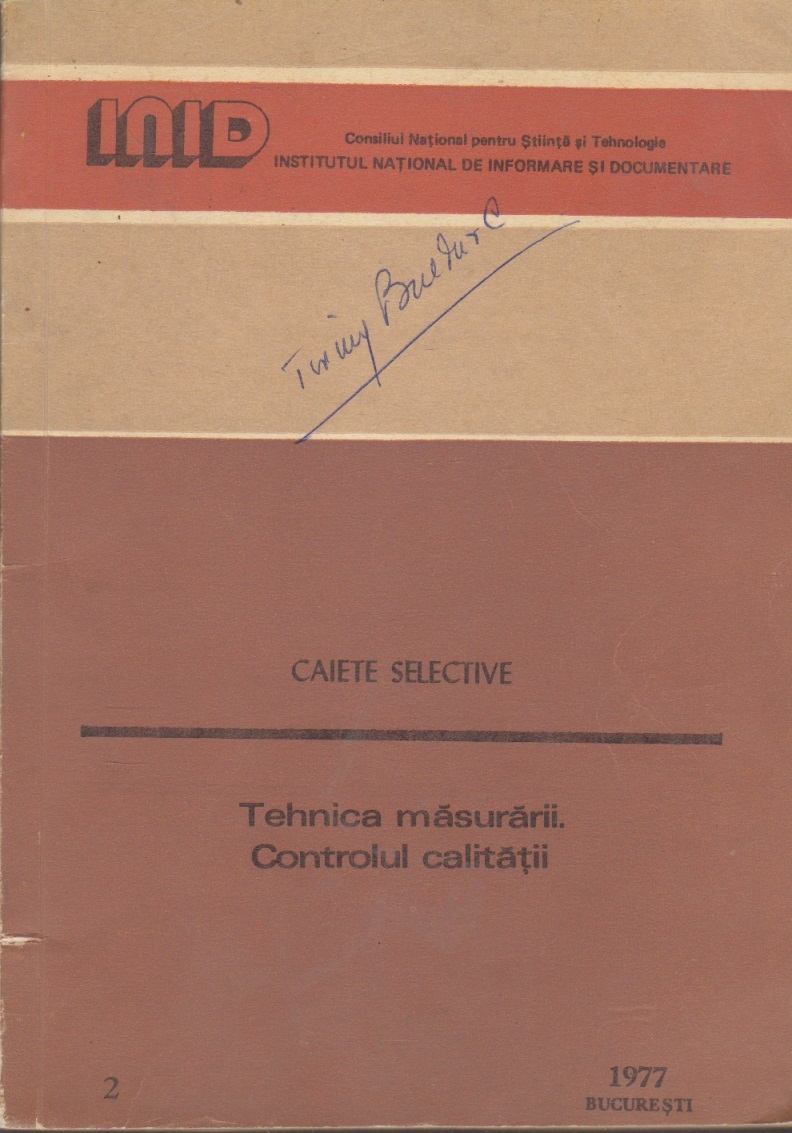 INID
Consiliul Național pentru Știință și Tehnologie
INSTITUTUL NAȚIONAL DE INFORMARE ȘI DOCUMENTARE
CAIETE SELECTIVE
Tehnica măsurării.
Controlul calității
2
1977
BUCUREȘTI